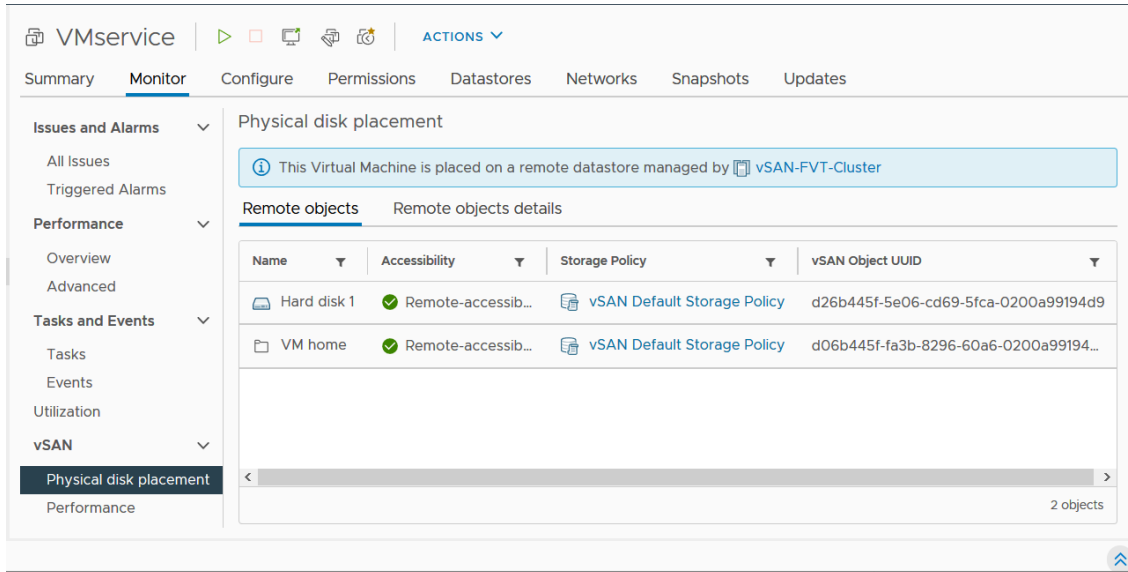 VMservice ACTIONS
Summary Monitor Configure Permissions Datastores Networks Snapshots Updates
Issues and Alarms
All Issues
Triggered Alarms
Performance
Overview
Advanced
Tasks and Events
Tasks
Events
Utilization
vSAN
Physical disk placement
Performance
Physical disk placement
This Virtual Machine is placed on a remote datastore managed by vSAN-FVT-Cluster
Remote objects Remote objects details
Name Accessibility Storage Policy vSAN Object UUID
Hard disk 1 Remote-accessib... vSAN Default Storage Policy d26b445f-5e06-cd69-5fca-0200a99194d9
VM home Remote-accessib... vSAN Default Storage Policy d06b445f-fa3b-8296-60a6-0200a99194...
2 objects